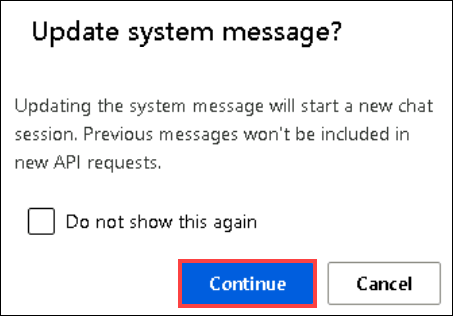 Update system message?
Updating the system message will start a new chat
session. Previous messages won't be included in
new API requests.
Do not show this again
Continue
Cancel